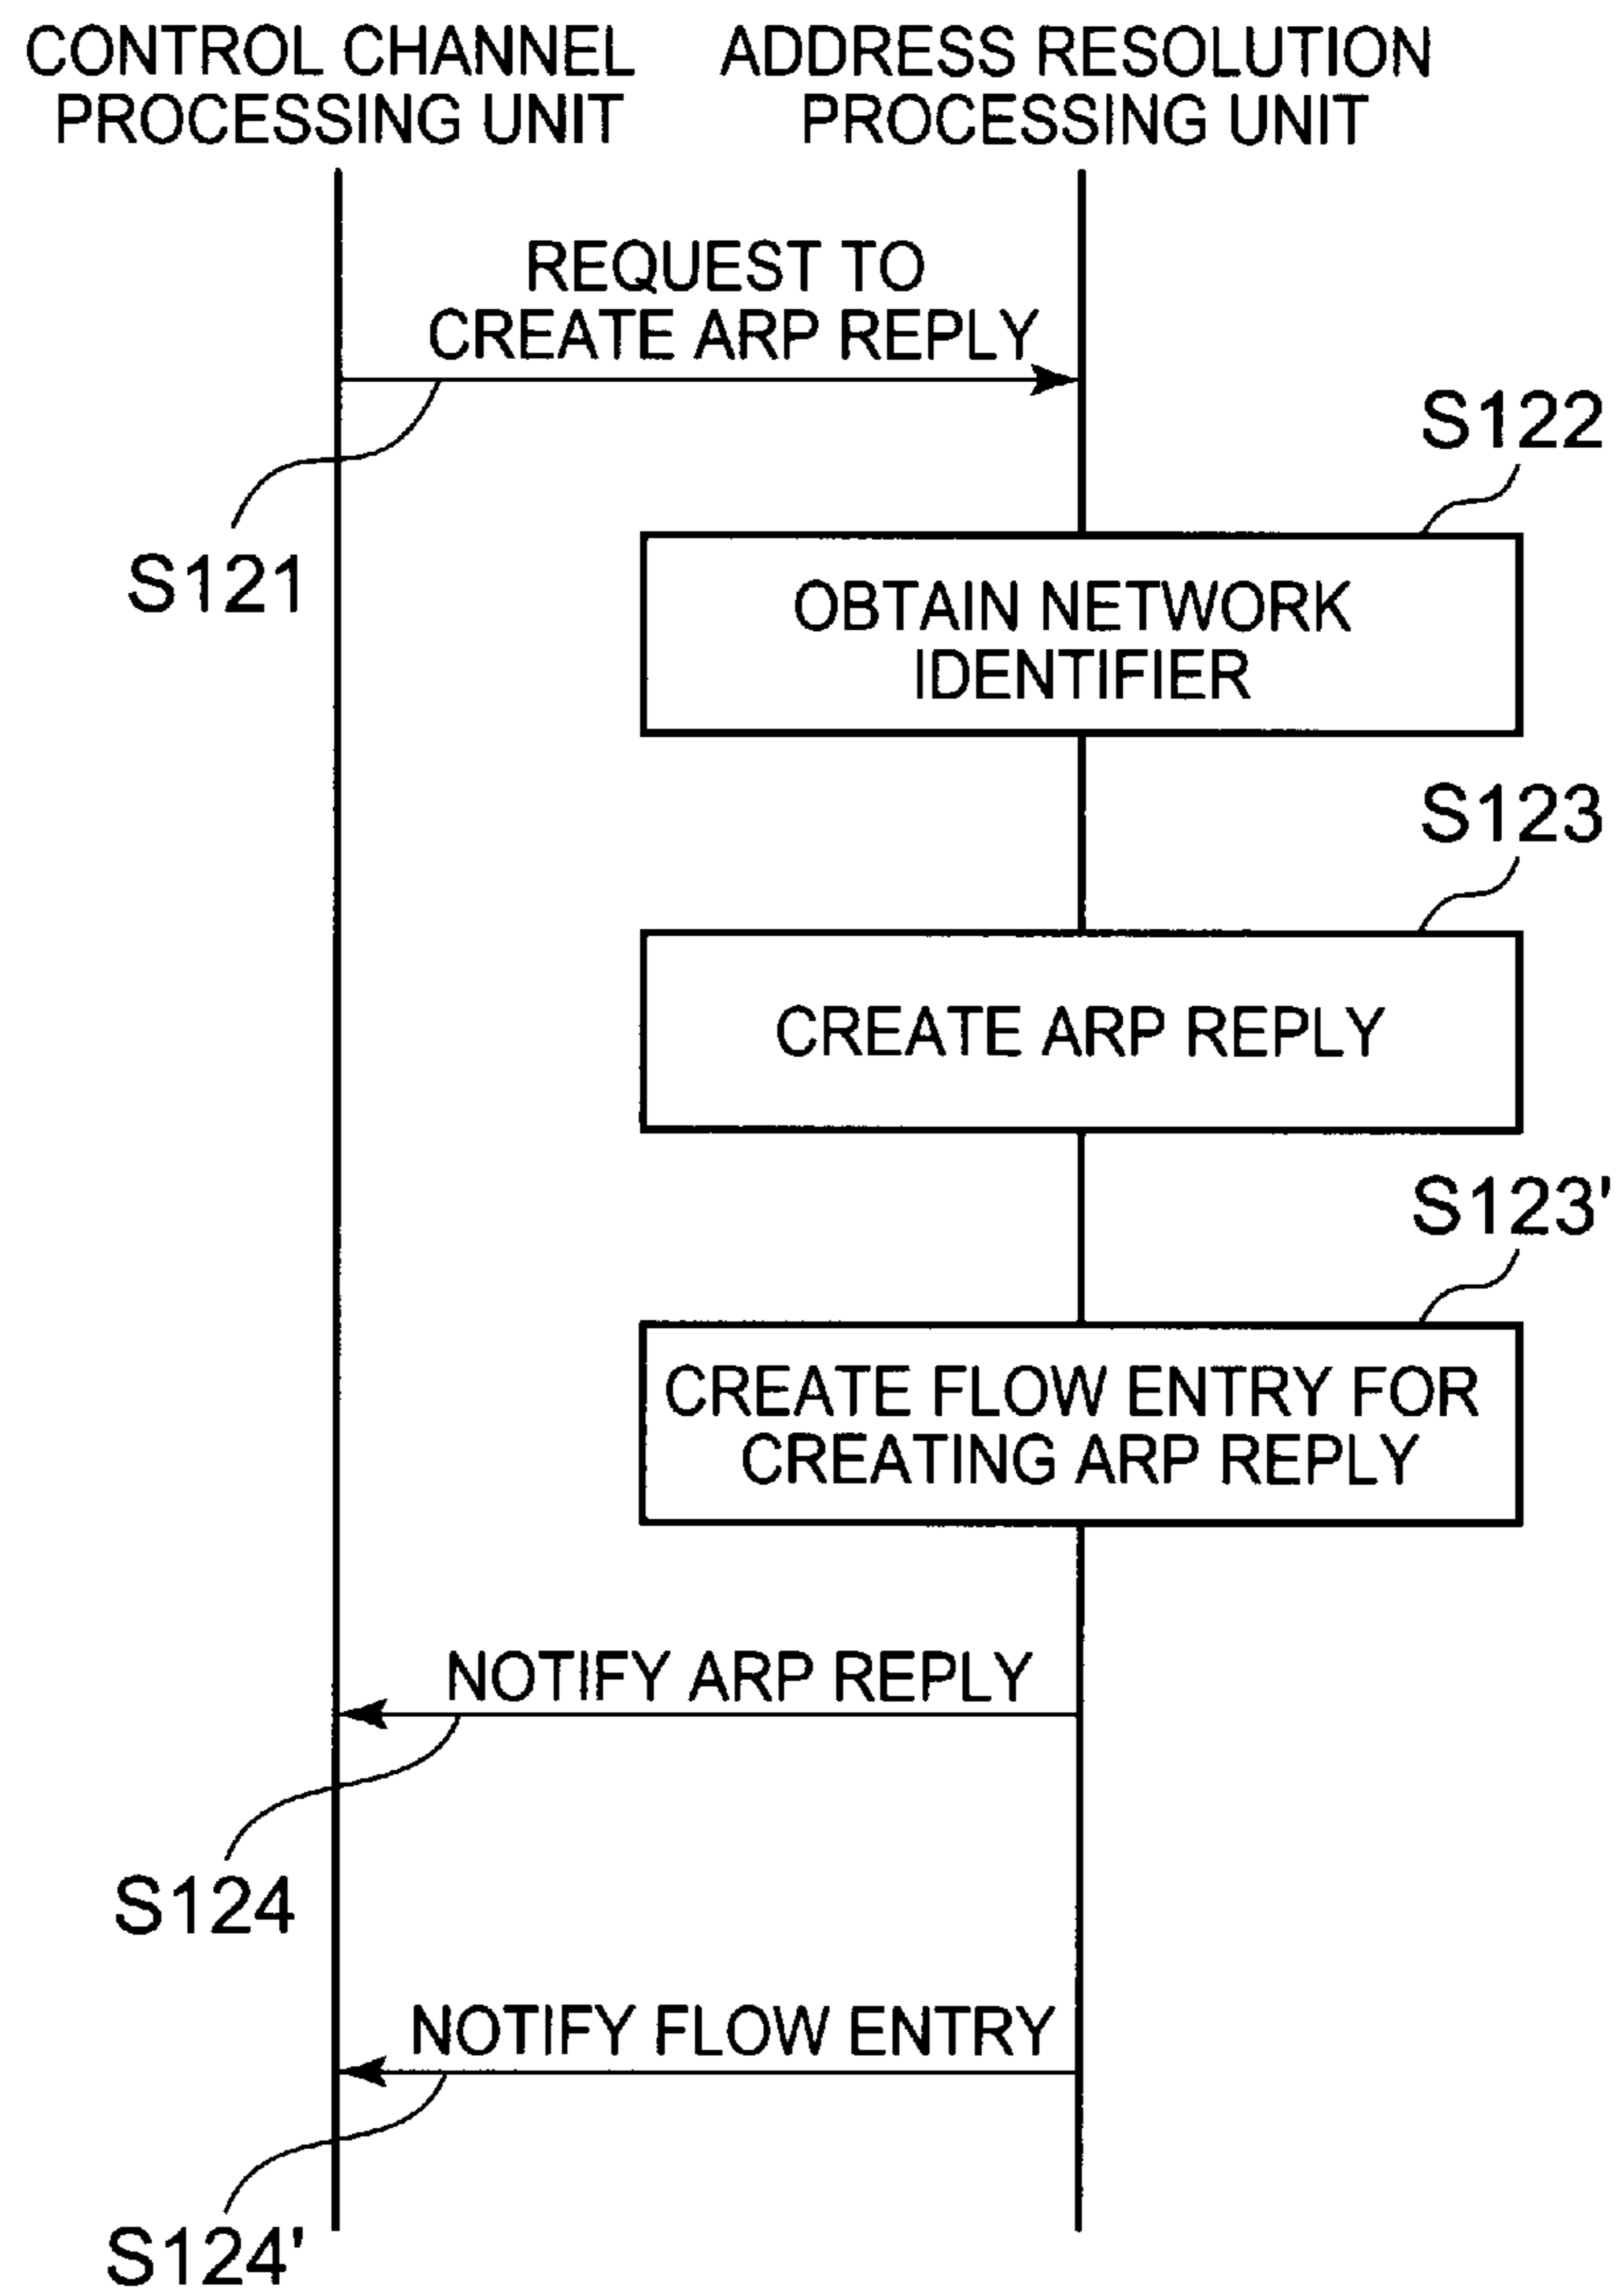 CONTROL CHANNEL
PROCESSING UNIT
ADDRESS RESOLUTION
PROCESSING UNIT
REQUEST TO
CREATE ARP REPLY
S121
S122
OBTAIN NETWORK
IDENTIFIER
S123
CREATE ARP REPLY
S123'
CREATE FLOW ENTRY FOR
CREATING ARP REPLY
NOTIFY ARP REPLY
S124
NOTIFY FLOW ENTRY
S124'